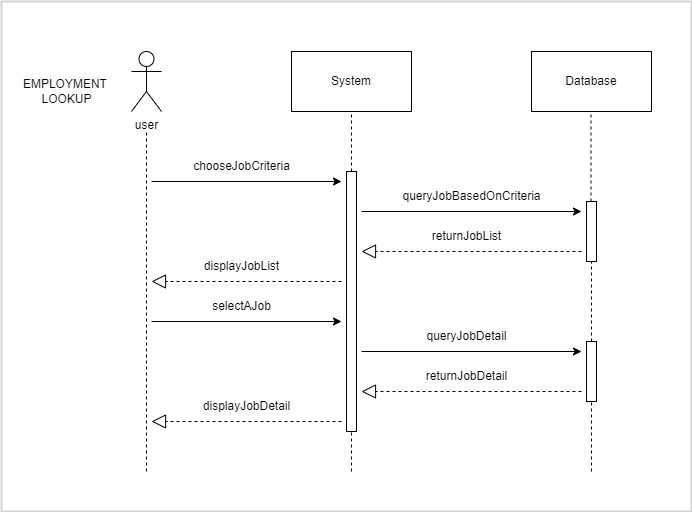 EMPLOYMENT
LOOKUP
user
System
Database
chooseJobCriteria
queryJobBasedOnCriteria
returnJobList
displayJobList
selectAJob
queryJobDetail
returnJobDetail
displayJobDetail